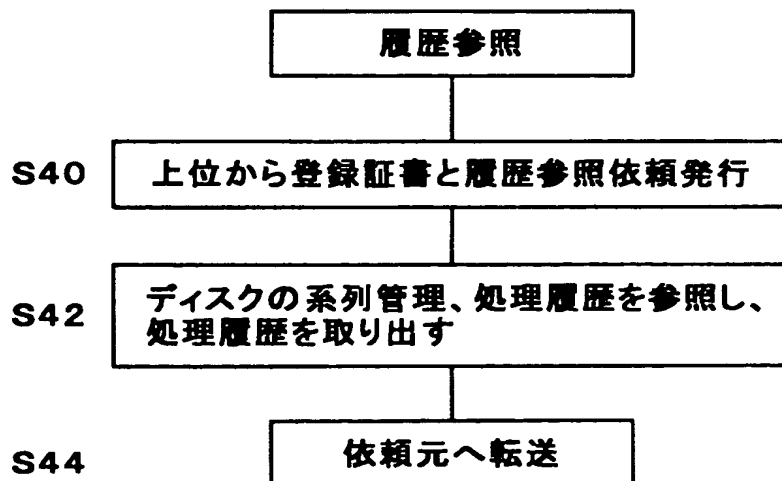 履歴参照
S40 上位から登録証書と履歴参照依頼発行
S42 ディスクの系列管理、処理履歴を参照し、
処理履歴を取り出す
S44 依頼元へ転送